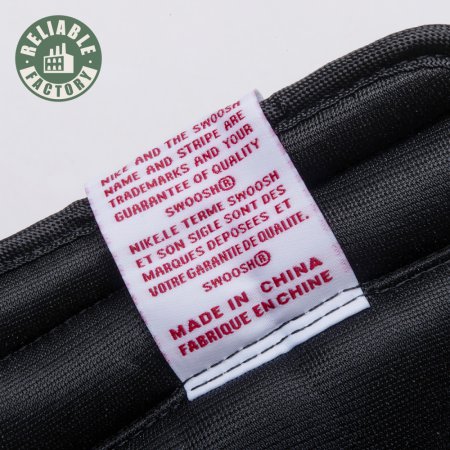 RELIABLE
FACTORY
NIKE AND THE SWOOSH
NAME AND STRIPE ARE
TRADEMARKS AND YOUR
GUARANTEE OF QUALITY
SWOOSH®
NIKE.LE TERME SWOOSH
ET SON SIGLE SONT DES
MARQUES DEPOSEES ET
VOTRE GARANTIE DE QUALITE.
SWOOSH®
MADE IN CHINA
FABRIQUE EN CHINE